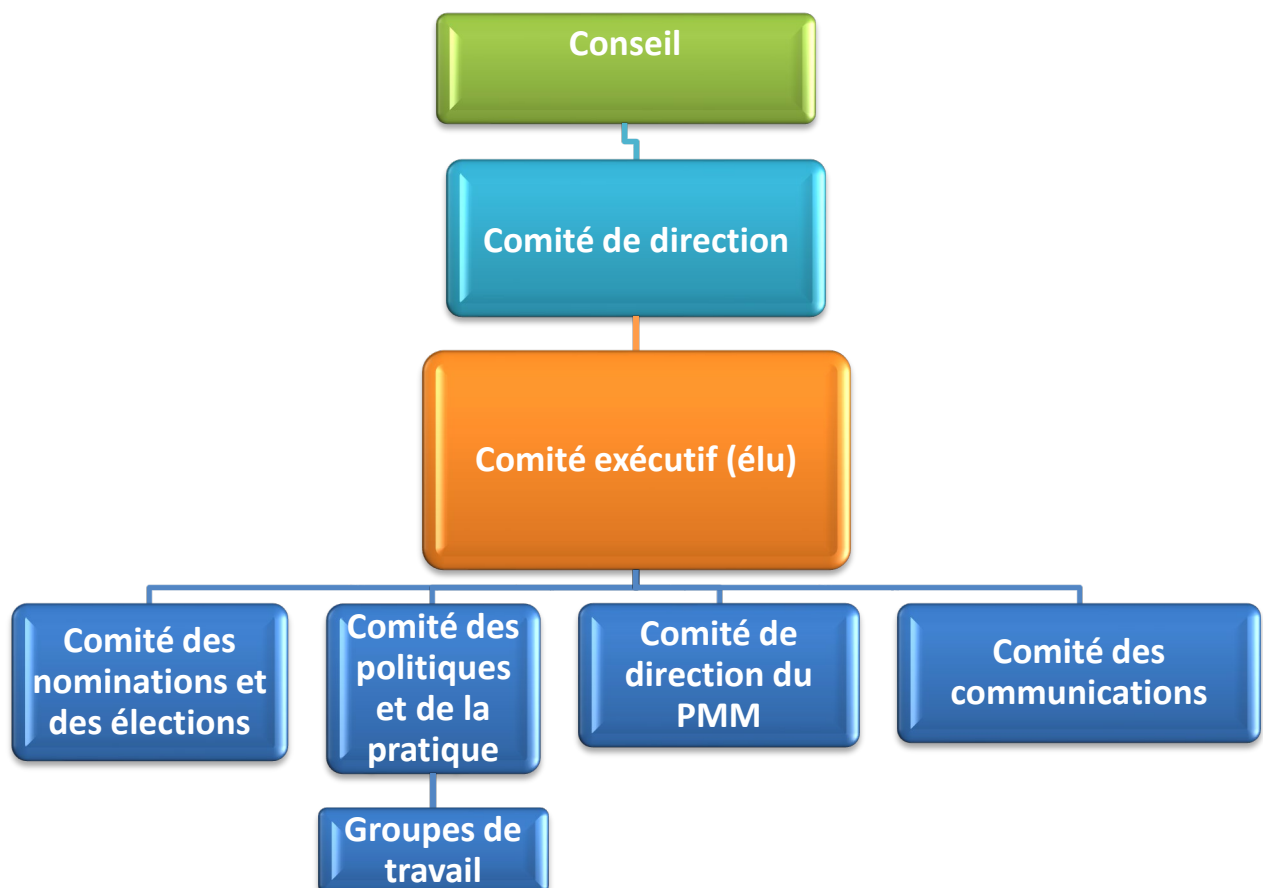 Conseil
Comité de direction
Comité exécutif (élu)
Comité des
nominations et
des élections
Comité des
politiques
et de la
pratique
Comité de
direction du
PMM
Comité des
communications
Groupes de
travail